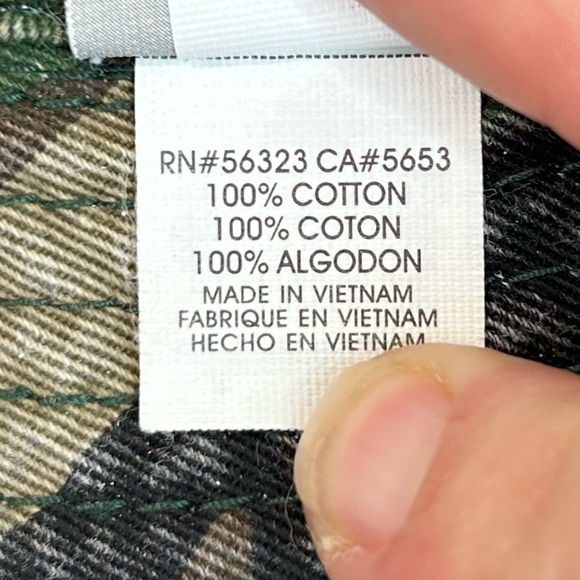 RN#56323 CA#5653
100% COTTON
100% COTON
100% ALGODON
MADE IN VIETNAM
FABRIQUE EN VIETNAM
HECHO EN VIETNAM